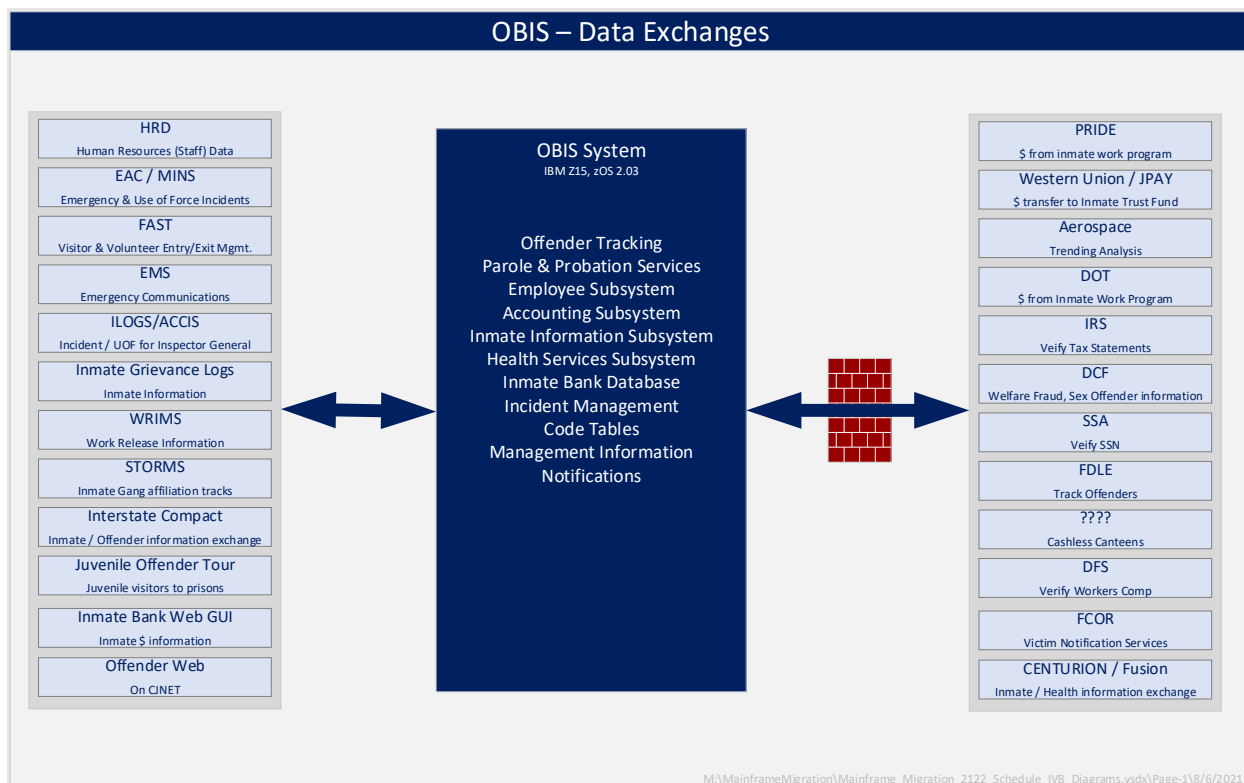 OBIS – Data Exchanges
HRD
Human Resources (Staff) Data
EAC / MINS
Emergency & Use of Force Incidents
FAST
Visitor & Volunteer Entry/Exit Mgmt.
EMS
Emergency Communications
ILOGS/ACCIS
Incident / UOF for Inspector General
Inmate Grievance Logs
Inmate Information
WRIMS
Work Release Information
STORMS
Inmate Gang affiliation tracks
Interstate Compact
Inmate / Offender information exchange
Juvenile Offender Tour
Juvenile visitors to prisons
Inmate Bank Web GUI
Inmate $ information
Offender Web
On CJNET
OBIS System
IBM Z15, zOS 2.03
Offender Tracking
Parole & Probation Services
Employee Subsystem
Accounting Subsystem
Inmate Information Subsystem
Health Services Subsystem
Inmate Bank Database
Incident Management
Code Tables
Management Information
Notifications
PRIDE
$ from inmate work program
Western Union / JPAY
$ transfer to Inmate Trust Fund
Aerospace
Trending Analysis
DOT
$ from Inmate Work Program
IRS
Veify Tax Statements
DCF
Welfare Fraud, Sex Offender information
SSA
Veify SSN
FDLE
Track Offenders
????
Cashless Canteens
DFS
Verify Workers Comp
FCOR
Victim Notification Services
CENTURION / Fusion
Inmate / Health information exchange
M:\MainframeMigration\Mainframe_Migration_2122_Schedule_IVB_Diagrams.vsdx\Page-1\8/6/2021